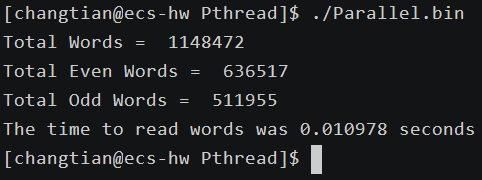 [changtian@ecs-hw Pthread]$ ./Parallel.bin
Total Words =  1148472
Total Even Words =  636517
Total Odd Words =  511955
The time to read words was 0.010978 seconds
[changtian@ecs-hw Pthread]$